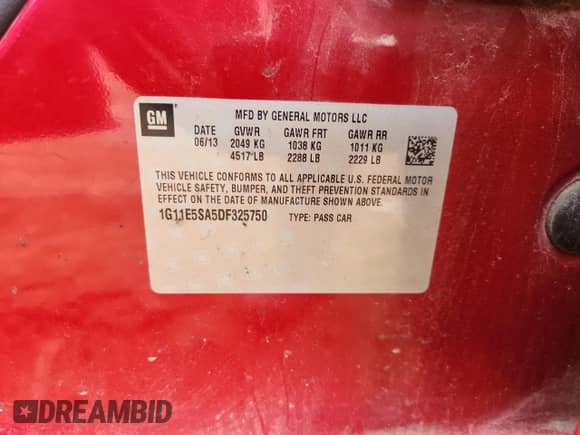 GM
MFD BY GENERAL MOTORS LLC
DATE GVWR GAWR FRT GAWR RR
06/13 2049 KG 1038 KG 1011 KG
4517 LB 2288 LB 2229 LB
THIS VEHICLE CONFORMS TO ALL APPLICABLE U.S. FEDERAL MOTOR
VEHICLE SAFETY, BUMPER, AND THEFT PREVENTION STANDARDS IN
EFFECT ON THE DATE OF MANUFACTURE SHOWN ABOVE.
1G11E5SA5DF325750 TYPE: PASS CAR
DREAMBID